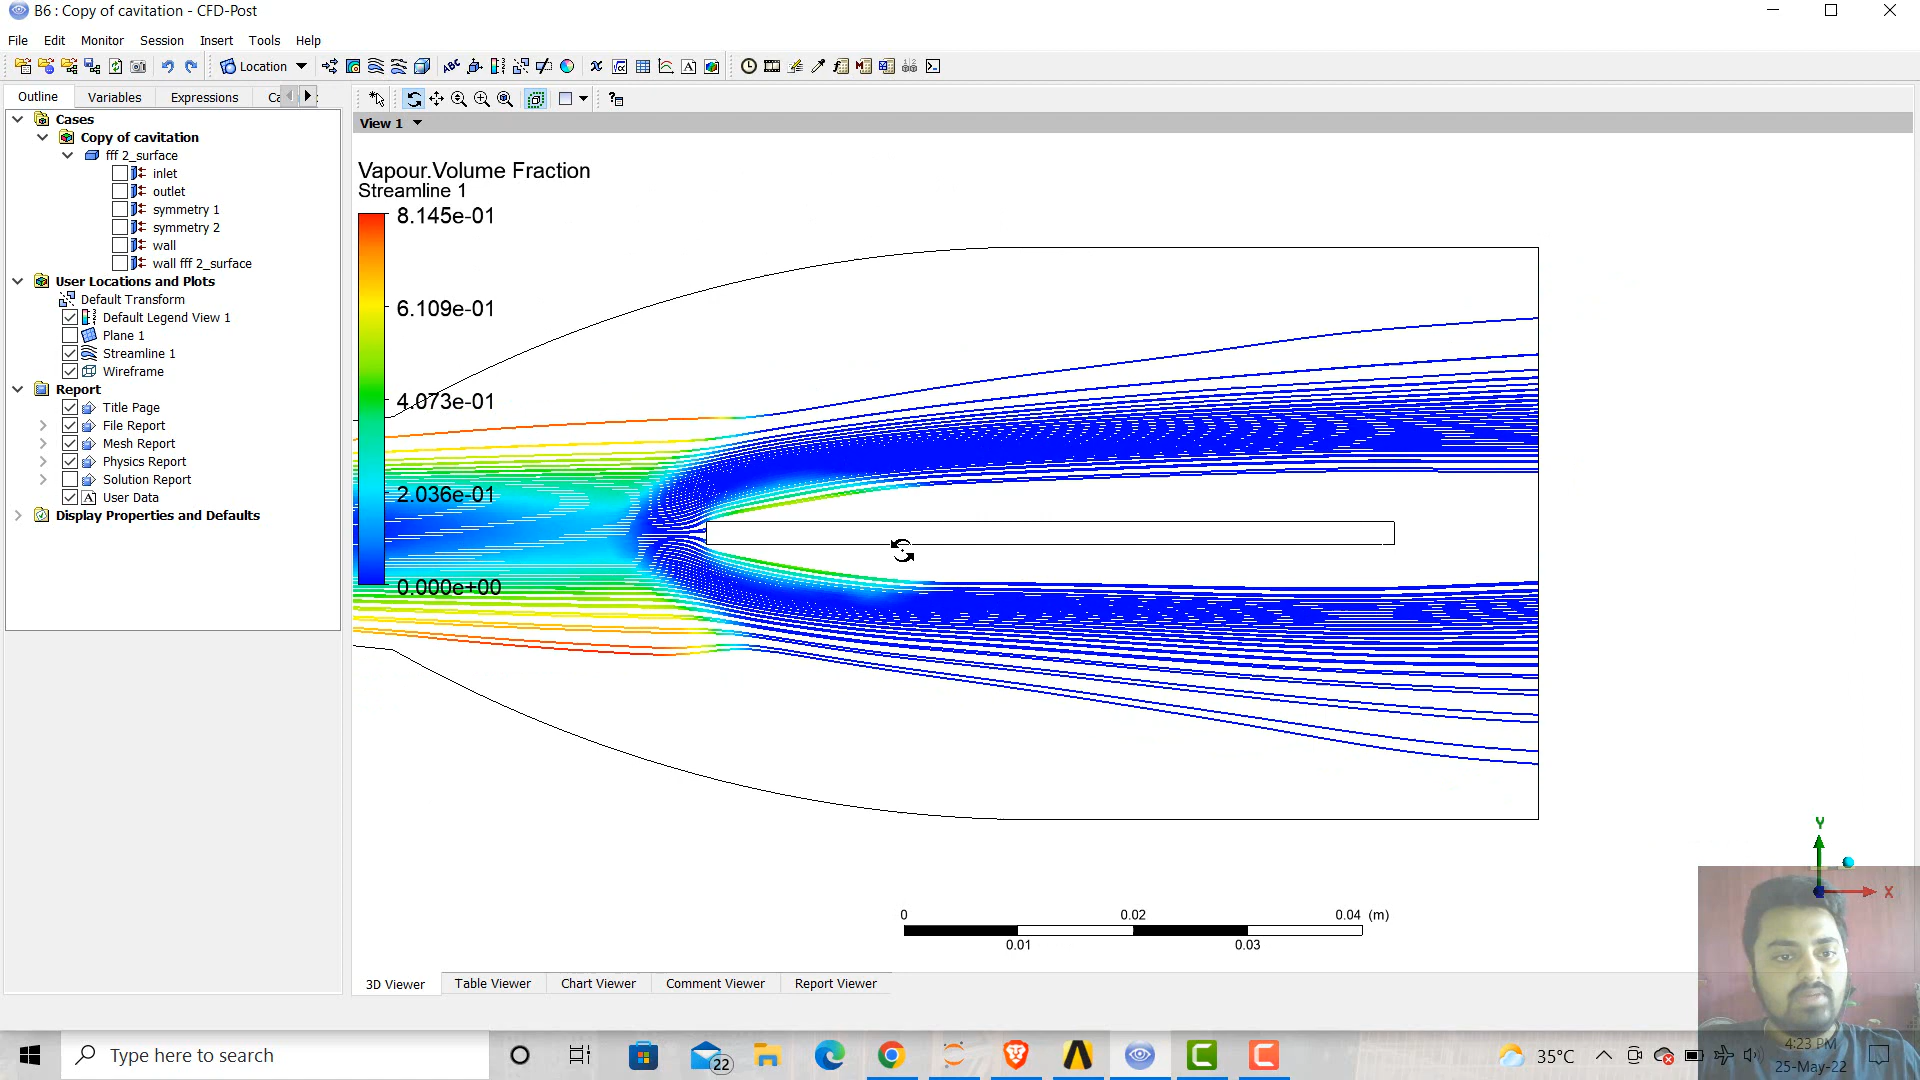 B6 : Copy of cavitation - CFD-Post
File Edit Monitor Session Insert Tools Help
Location
Outline Variables Expressions Ca
View 1
Cases
Copy of cavitation
fff 2_surface
inlet
outlet
symmetry 1
symmetry 2
wall
wall fff 2_surface
User Locations and Plots
Default Transform
Default Legend View 1
Plane 1
Streamline 1
Wireframe
Report
Title Page
File Report
Mesh Report
Physics Report
Solution Report
User Data
Display Properties and Defaults
Vapour.Volume Fraction
Streamline 1
8.145e-01
6.109e-01
4.073e-01
2.036e-01
0.000e+00
Y
X
0 0.02 0.04 (m)
0.01 0.03
3D Viewer Table Viewer Chart Viewer Comment Viewer Report Viewer
Type here to search
22
35°C
4:23 PM
25-May-22